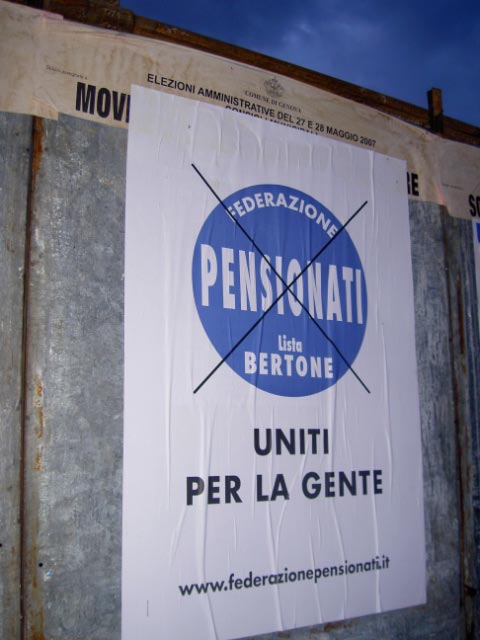 COMUNE DI GENOVA
ELEZIONI AMMINISTRATIVE DEL 27 E 28 MAGGIO 2007
MOVI
RE
FEDERAZIONE
PENSIONATI
Lista
BERTONE
UNITI
PER LA GENTE
www.federazionepensionati.it